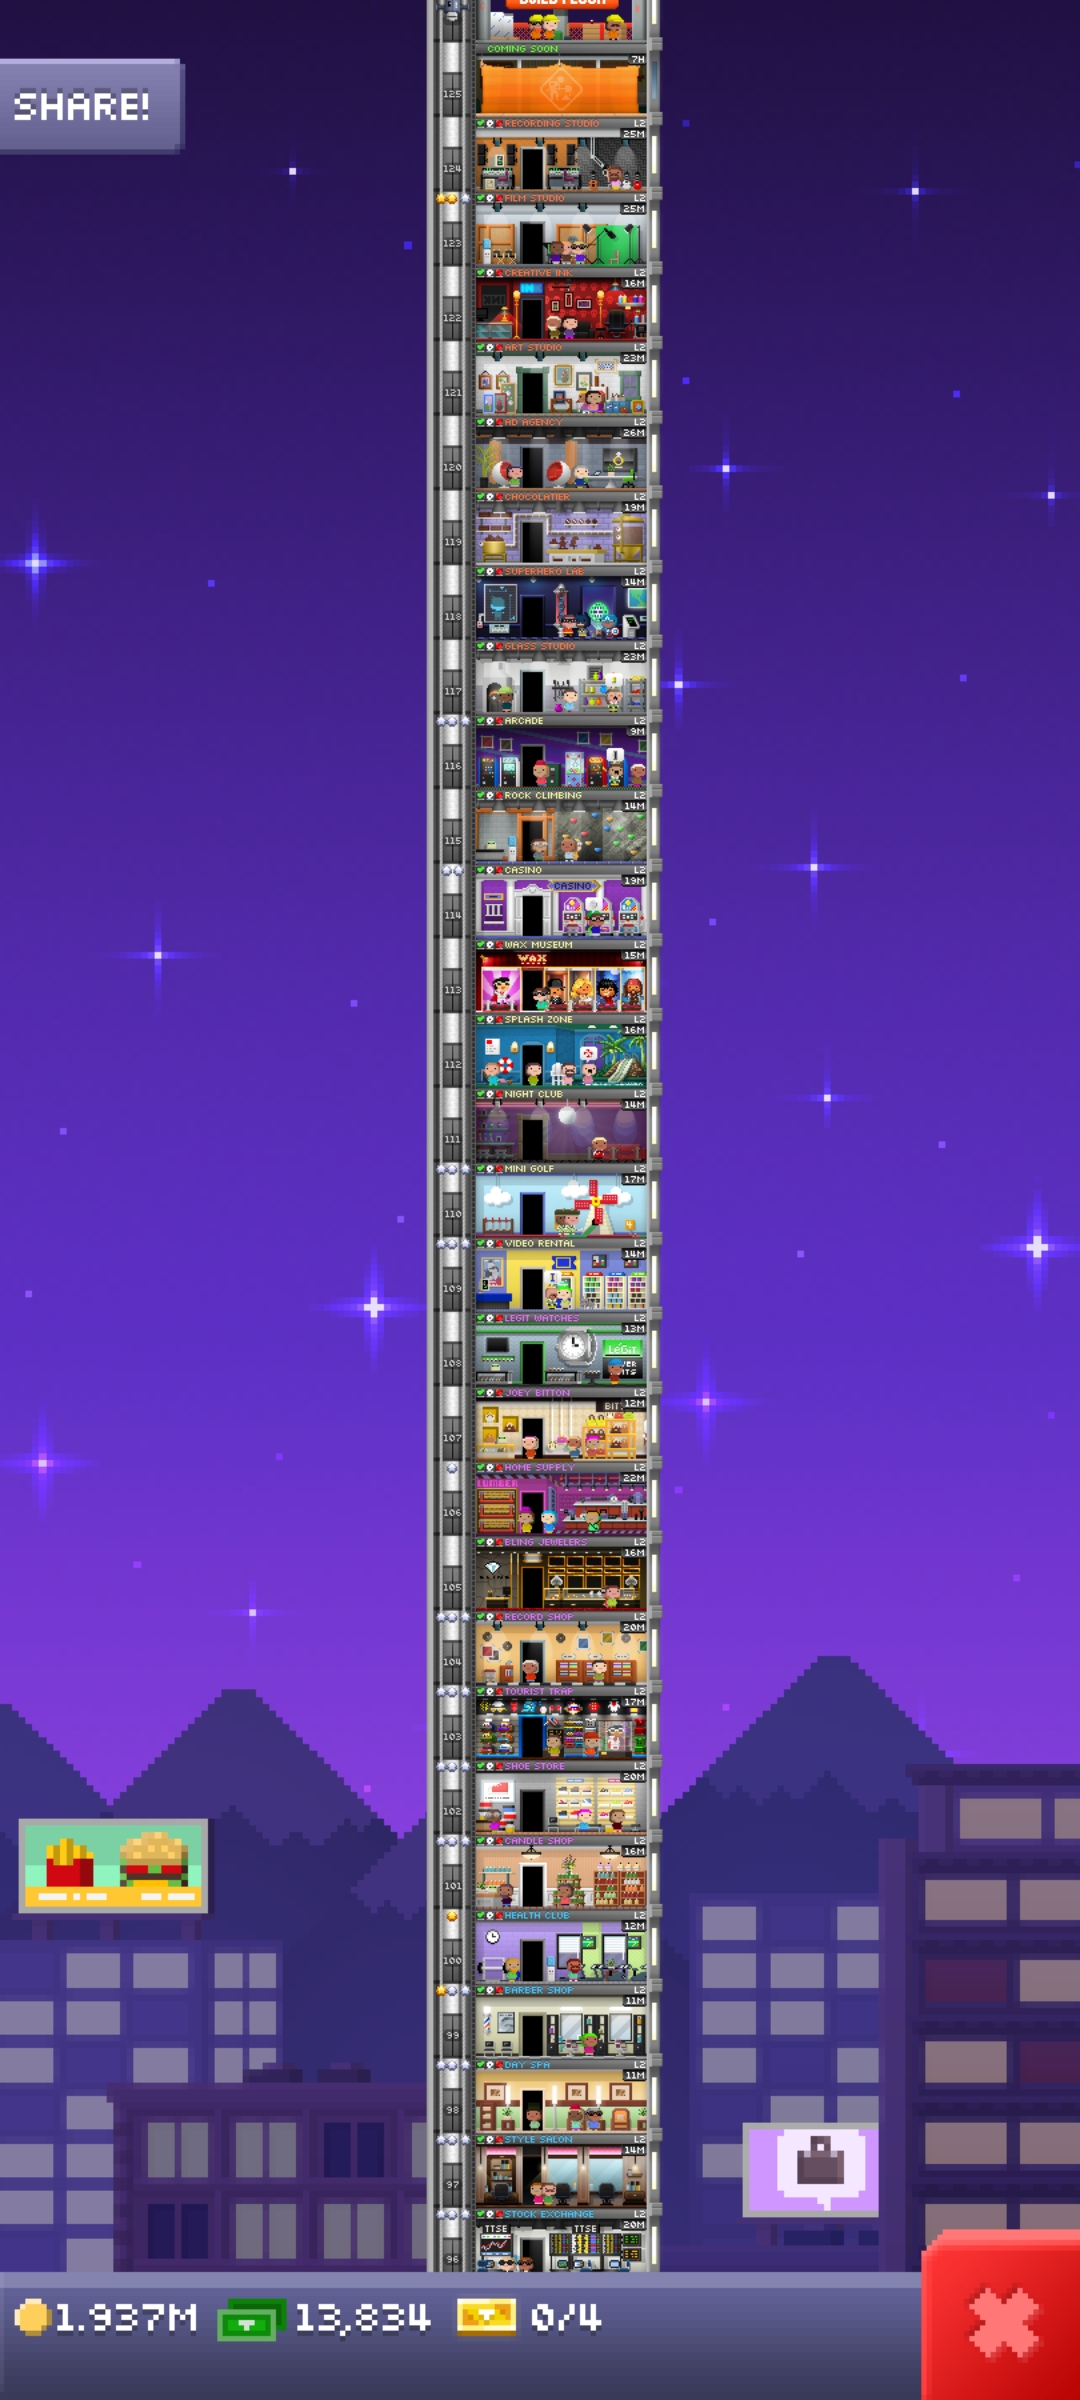 BUILD FLOOR
COMING SOON
7H
125
RECORDING STUDIO L2
25M
124
FILM STUDIO L2
25M
123
CREATIVE INK L2
16M
INK
122
ART STUDIO L2
23M
121
AD AGENCY L2
26M
120
CHOCOLATIER L2
19M
119
SUPERHERO LAB L2
14M
118
GLASS STUDIO L2
23M
117
ARCADE L2
9M
116
ROCK CLIMBING L2
14M
115
CASINO L2
19M
CASINO
114
WAX MUSEUM L2
15M
WAX
113
SPLASH ZONE L2
16M
112
NIGHT CLUB L2
14M
111
MINI GOLF L2
17M
110
VIDEO RENTAL L2
14M
109
LEGIT WATCHES L2
13M
LéGiT
108
JOEY BITTON L2
12M
BIT
107
HOME SUPPLY L2
22M
LUMBER
106
BLING JEWELERS L2
16M
105
RECORD SHOP L2
20M
104
TOURIST TRAP L2
17M
103
SHOE STORE L2
20M
102
CANDLE SHOP L2
16M
101
HEALTH CLUB L2
12M
100
BARBER SHOP L2
11M
99
DAY SPA L2
11M
98
STYLE SALON L2
14M
97
STOCK EXCHANGE L2
20M
TTSE TTSE
96
SHARE!
1.937M 13,834 0/4